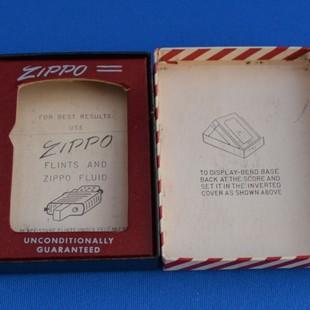 ZIPPO
FOR BEST RESULTS
USE
ZIPPO
FLINTS AND
ZIPPO FLUID
UNCONDITIONALLY
GUARANTEED
TO DISPLAY-BEND BASE
BACK AT THE SCORE AND
SET IT IN THE INVERTED
COVER AS SHOWN ABOVE